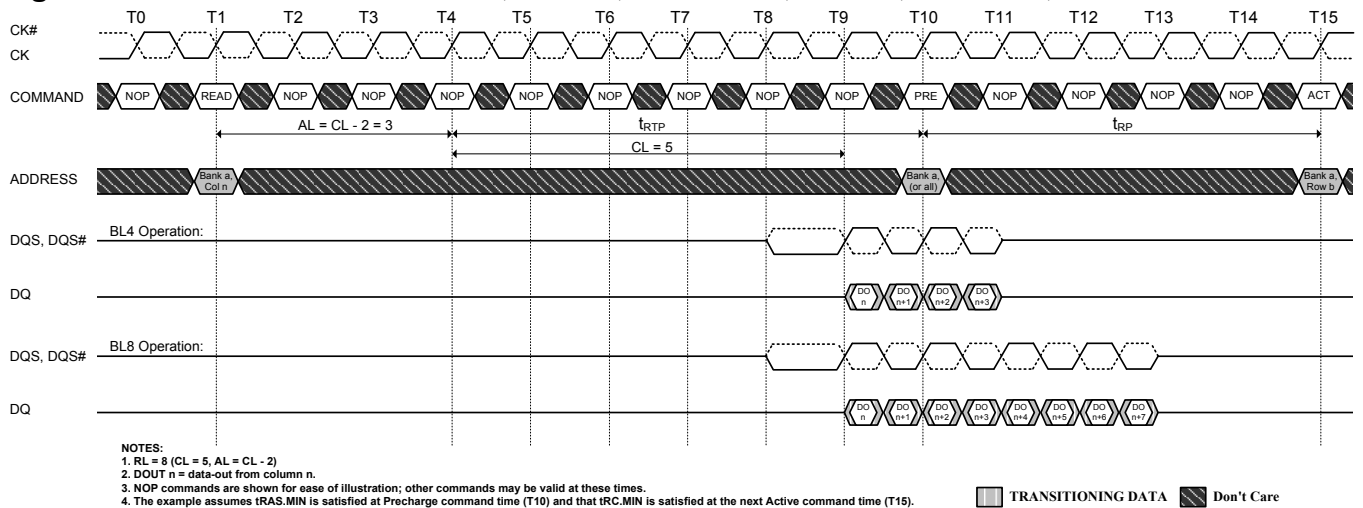 T0 T1 T2 T3 T4 T5 T6 T7 T8 T9 T10 T11 T12 T13 T14 T15
CK#
CK
COMMAND NOP READ NOP NOP NOP NOP NOP NOP NOP NOP PRE NOP NOP NOP NOP ACT
AL = CL - 2 = 3 tRTP tRP
CL = 5
ADDRESS Bank a, Col n Bank a, (or all) Bank a, Row b
BL4 Operation:
DQS, DQS#
DQ DO n DO n+1 DO n+2 DO n+3
BL8 Operation:
DQS, DQS#
DQ DO n DO n+1 DO n+2 DO n+3 DO n+4 DO n+5 DO n+6 DO n+7
NOTES:
1. RL = 8 (CL = 5, AL = CL - 2)
2. DOUT n = data-out from column n.
3. NOP commands are shown for ease of illustration; other commands may be valid at these times.
4. The example assumes tRAS.MIN is satisfied at Precharge command time (T10) and that tRC.MIN is satisfied at the next Active command time (T15).
TRANSITIONING DATA Don't Care